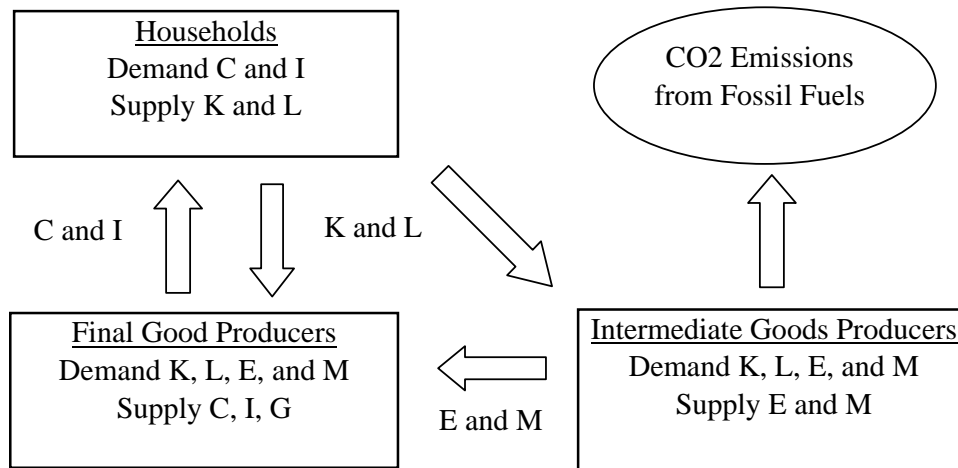 Households
Demand C and I
Supply K and L
CO2 Emissions
from Fossil Fuels
C and I
K and L
Final Good Producers
Demand K, L, E, and M
Supply C, I, G
E and M
Intermediate Goods Producers
Demand K, L, E, and M
Supply E and M